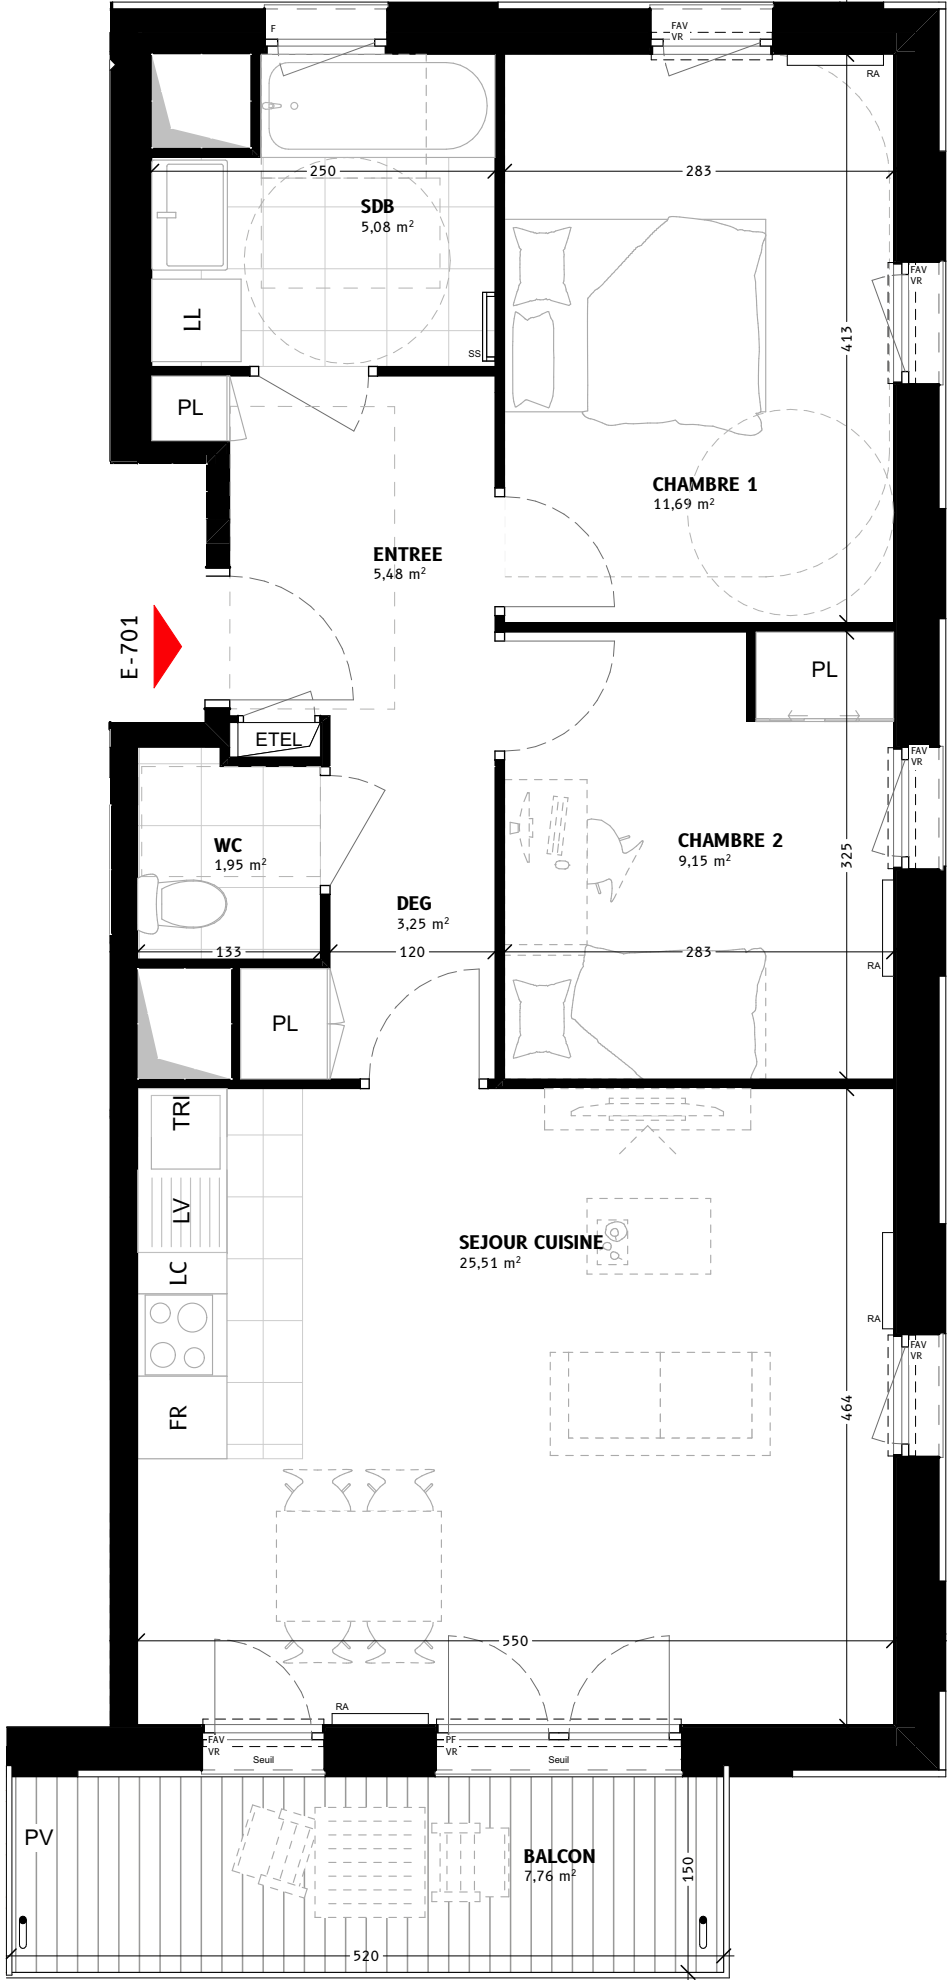 F
FAV
VR
RA
250
283
SDB
5,08 m²
FAV
VR
LL
413
SS
PL
CHAMBRE 1
11,69 m²
ENTREE
5,48 m²
E-701
PL
ETEL
FAV
VR
WC
1,95 m²
CHAMBRE 2
9,15 m²
325
DEG
3,25 m²
133
120
283
RA
PL
TRI
LV
SEJOUR CUISINE
25,51 m²
LC
RA
FAV
VR
FR
464
550
RA
FAV
VR
Seuil
PF
VR
Seuil
PV
BALCON
7,76 m²
150
520